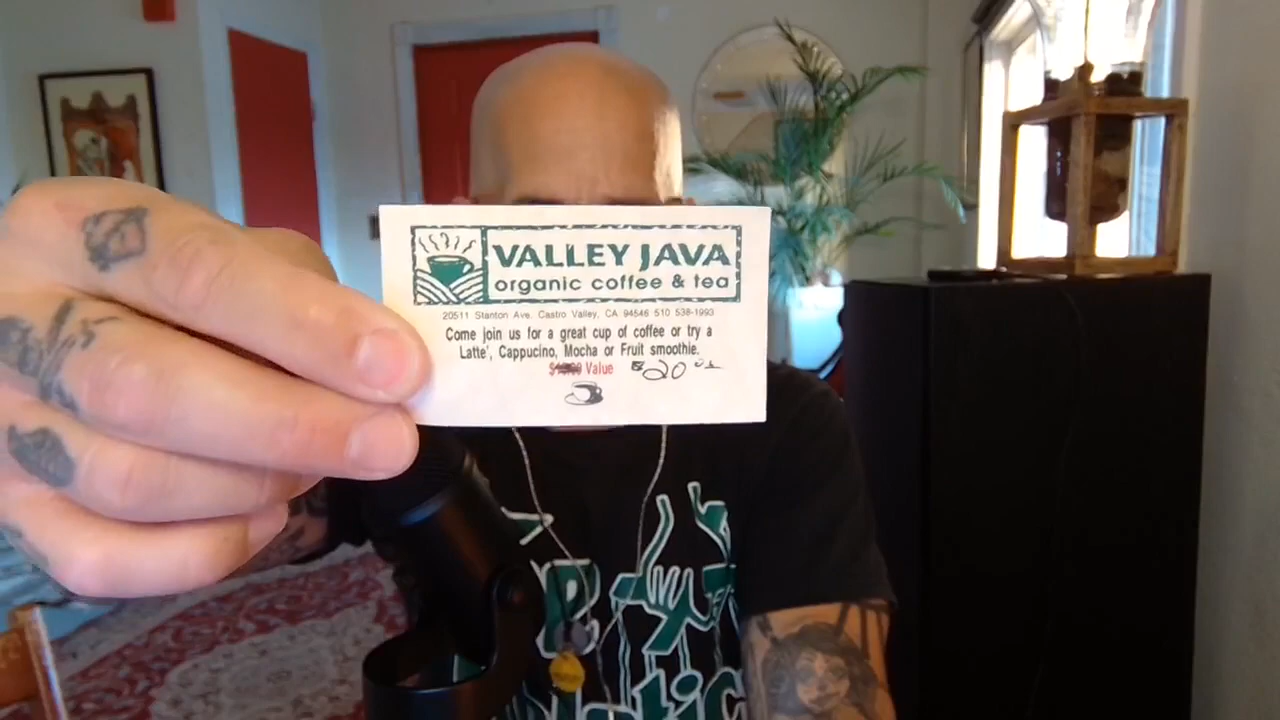 VALLEY JAVA
organic coffee & tea
20511 Stanton Ave. Castro Valley, CA 94546 510 538-1993
Come join us for a great cup of coffee or try a
Latte', Cappucino, Mocha or Fruit smoothie.
Value $20